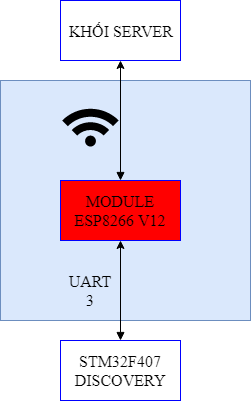 KHỐI SERVER
MODULE
ESP8266 V12
UART
3
STM32F407
DISCOVERY